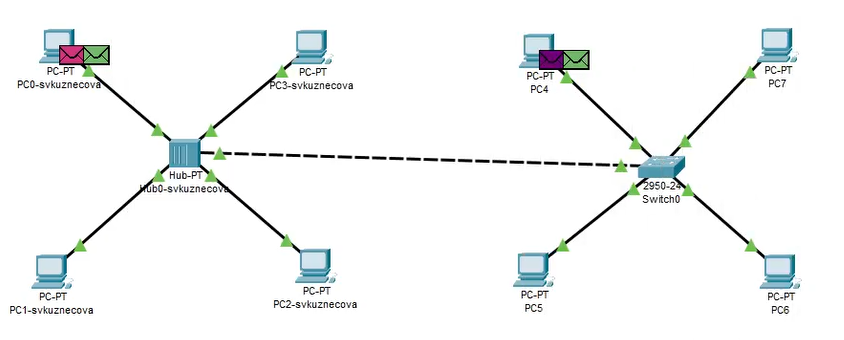 PC-PT
PC0-svkuznecova
PC-PT
PC3-svkuznecova
PC-PT
PC4
PC-PT
PC7
Hub-PT
Hub0-svkuznecova
2950-24
Switch0
PC-PT
PC1-svkuznecova
PC-PT
PC2-svkuznecova
PC-PT
PC5
PC-PT
PC6